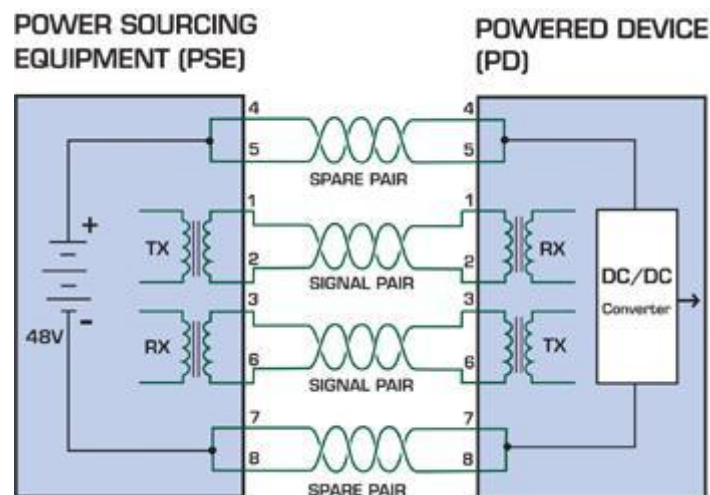 POWER SOURCING
EQUIPMENT (PSE)
POWERED DEVICE
(PD)
4
5
SPARE PAIR
4
5
1
2
TX
SIGNAL PAIR
1
2
RX
3
6
RX
SIGNAL PAIR
3
6
TX
+
-
48V
DC/DC
Converter
7
8
SPARE PAIR
7
8